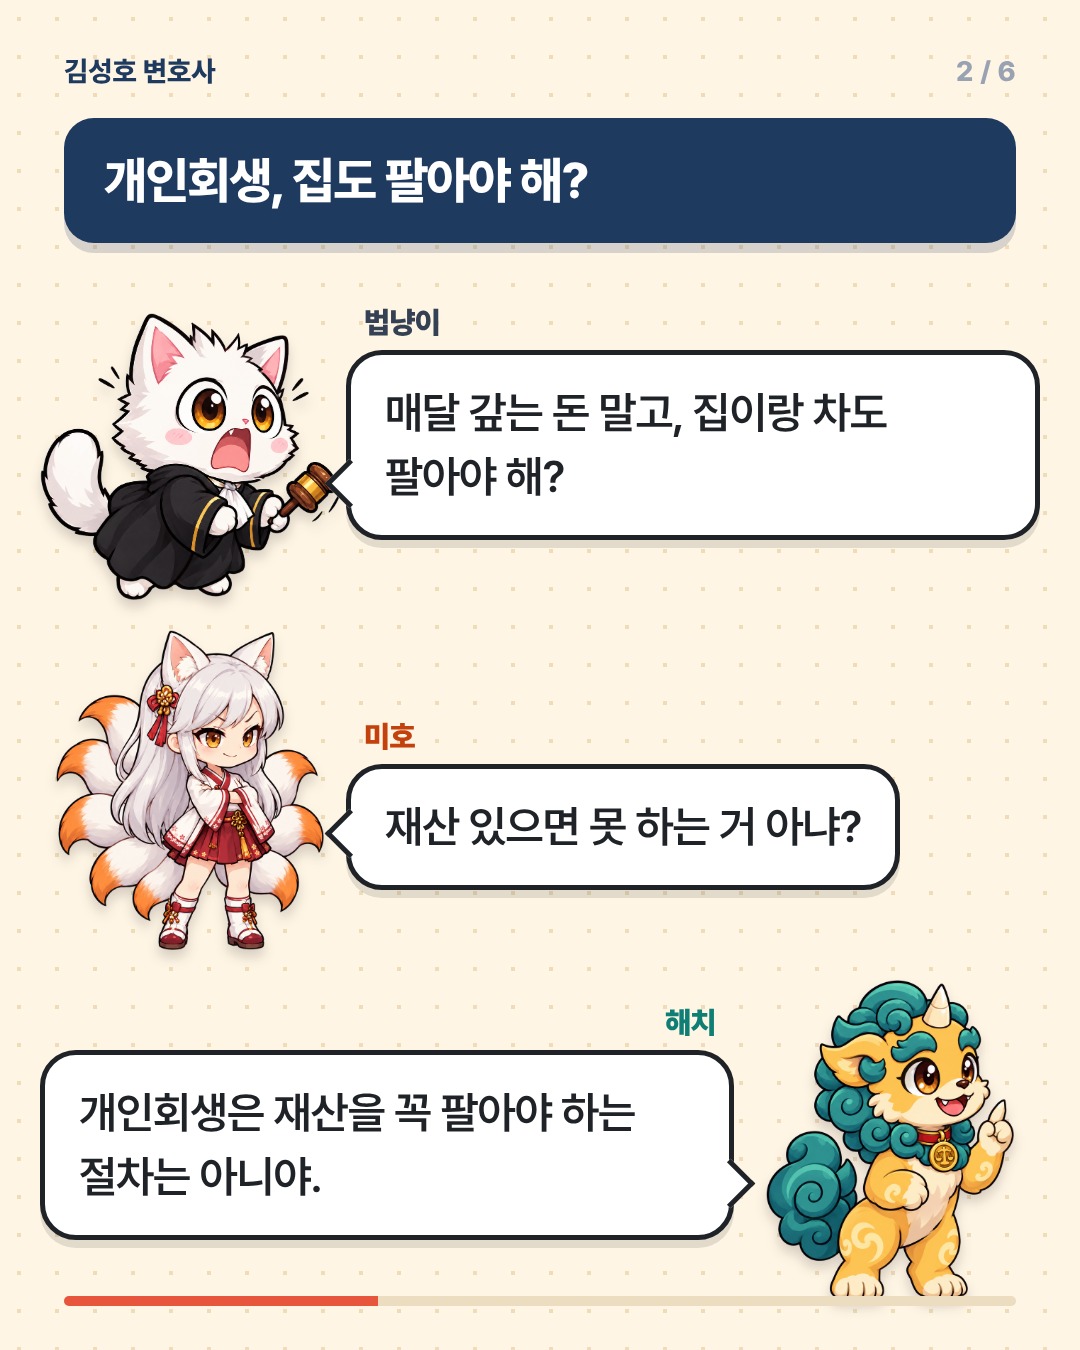 김성호 변호사
2 / 6
개인회생, 집도 팔아야 해?
법냥이
매달 갚는 돈 말고, 집이랑 차도
팔아야 해?
미호
재산 있으면 못 하는 거 아냐?
해치
개인회생은 재산을 꼭 팔아야 하는
절차는 아니야.